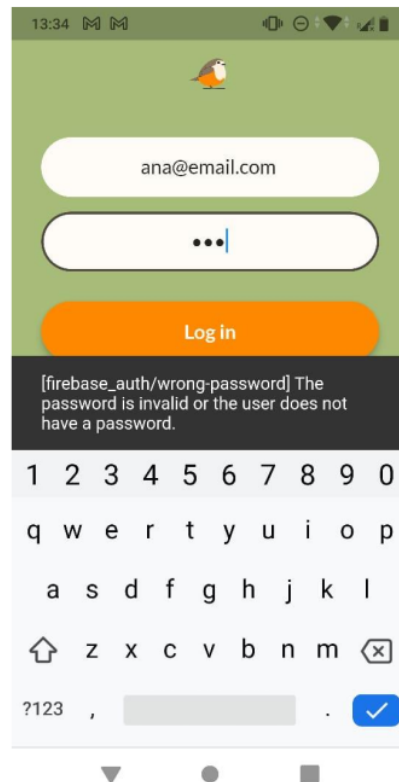 13:34
ana@email.com
•••
Log in
[firebase_auth/wrong-password] The
password is invalid or the user does not
have a password.
1 2 3 4 5 6 7 8 9 0
q w e r t y u i o p
a s d f g h j k l
z x c v b n m
?123 , .